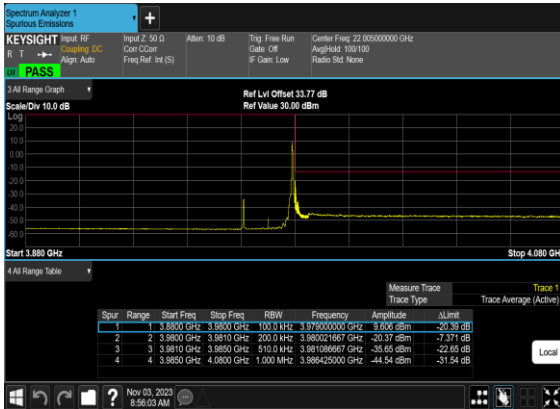 Spectrum Analyzer 1
Spurious Emissions
KEYSIGHT
R T
LNI
PASS
Input: RF
Coupling: DC
Align: Auto
Input Z: 50 Ω
Corr CCorr
Freq Ref: Int (S)
Atten: 10 dB
Trig: Free Run
Gate: Off
IF Gain: Low
Center Freq: 22.005000000 GHz
Avg|Hold: 100/100
Radio Std: None
3 All Range Graph
Scale/Div 10.0 dB
Ref Lvl Offset 33.77 dB
Ref Value 30.00 dBm
Log
20.0
10.0
0.00
-10.0
-20.0
-30.0
-40.0
-50.0
-60.0
Start 3.880 GHz
Stop 4.080 GH
4 All Range Table
Measure Trace Trace 1
Trace Type Trace Average (Active)
Spur Range Start Freq Stop Freq RBW Frequency Amplitude ΔLimit
1 1 3.8800 GHz 3.9800 GHz 100.0 kHz 3.979000000 GHz 9.606 dBm -20.39 dB
2 2 3.9800 GHz 3.9810 GHz 200.0 kHz 3.980021667 GHz -20.37 dBm -7.371 dB
3 3 3.9810 GHz 3.9850 GHz 510.0 kHz 3.981086667 GHz -35.65 dBm -22.65 dB
4 4 3.9850 GHz 4.0800 GHz 1.000 MHz 3.986425000 GHz -44.54 dBm -31.54 dB
Local
Nov 03, 2023
8:56:03 AM